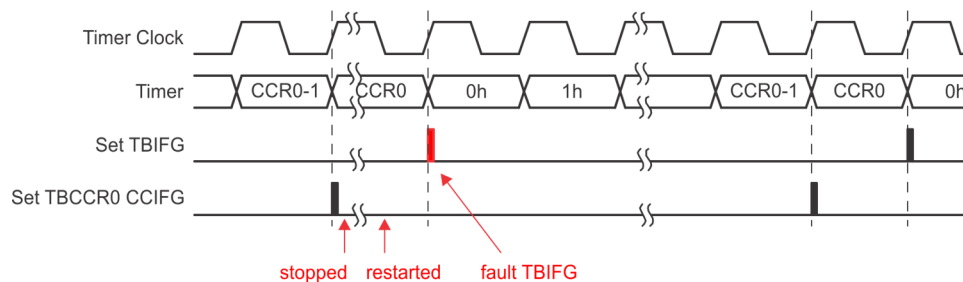 Timer Clock
Timer CCR0-1 CCR0 0h 1h CCR0-1 CCR0 0h
Set TBIFG
Set TBCCR0 CCIFG
stopped restarted fault TBIFG